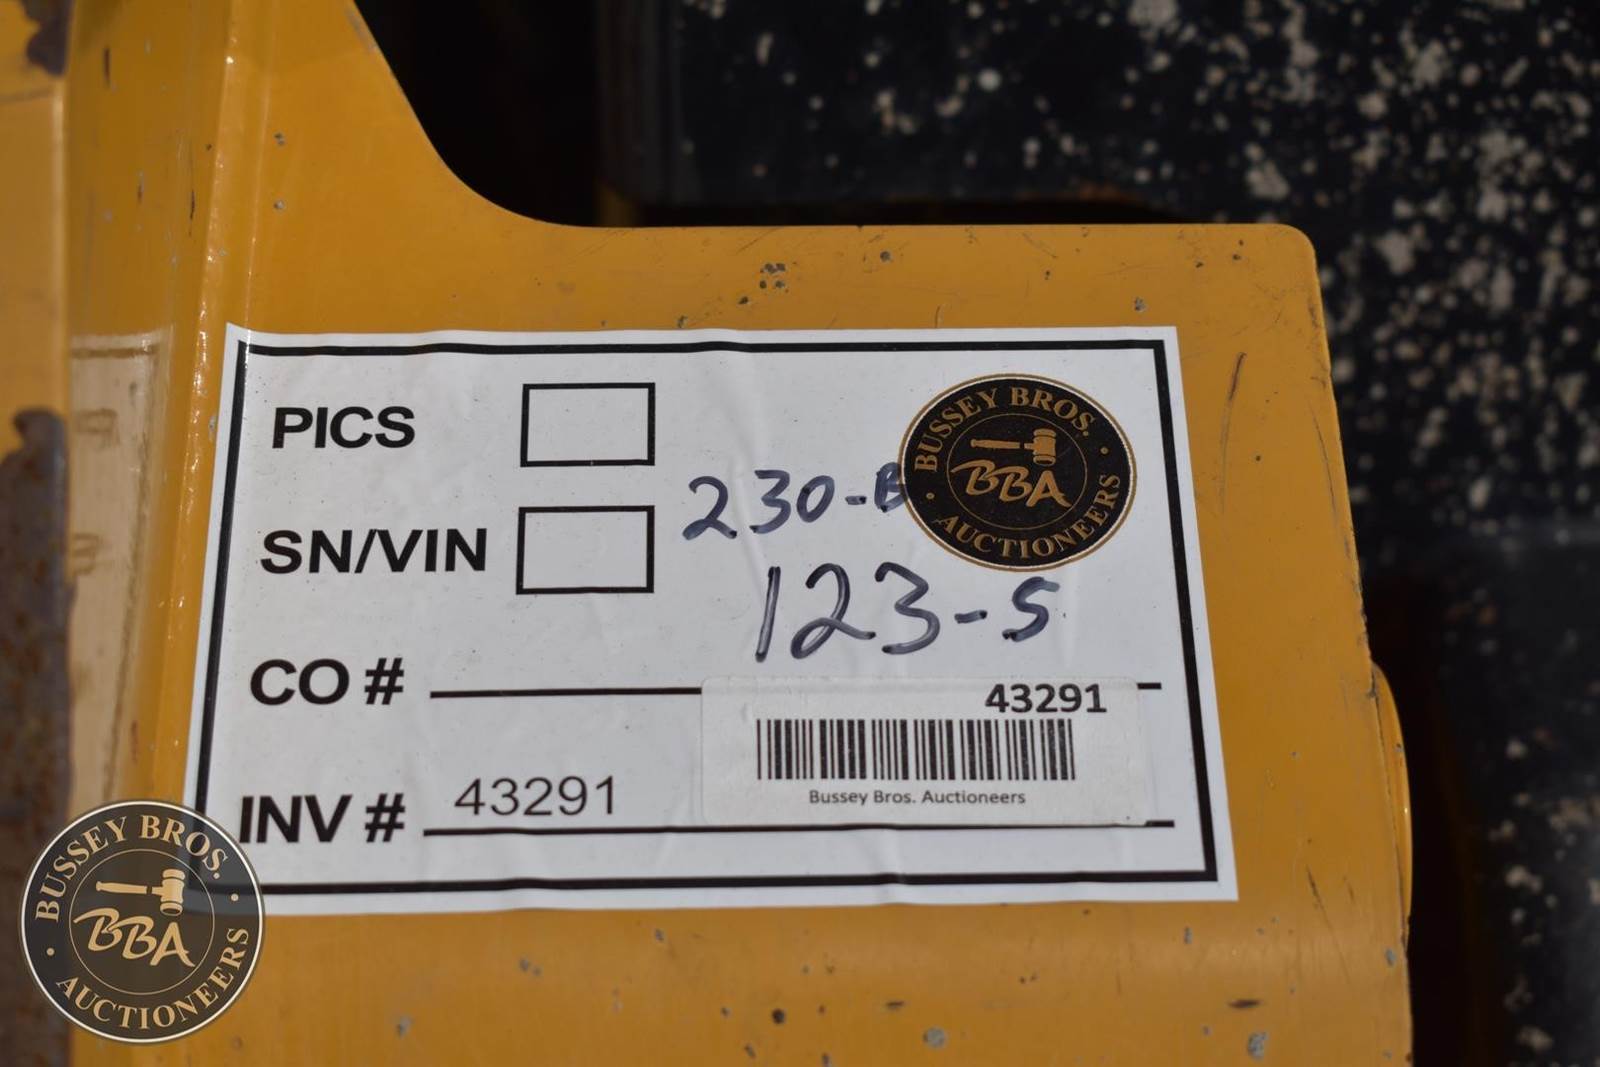 PICS
SN/VIN
230-B
123-5
BUSSEY BROS.
BBA
AUCTIONEERS
CO #
43291
Bussey Bros. Auctioneers
INV # 43291
BUSSEY BROS.
BBA
AUCTIONEERS